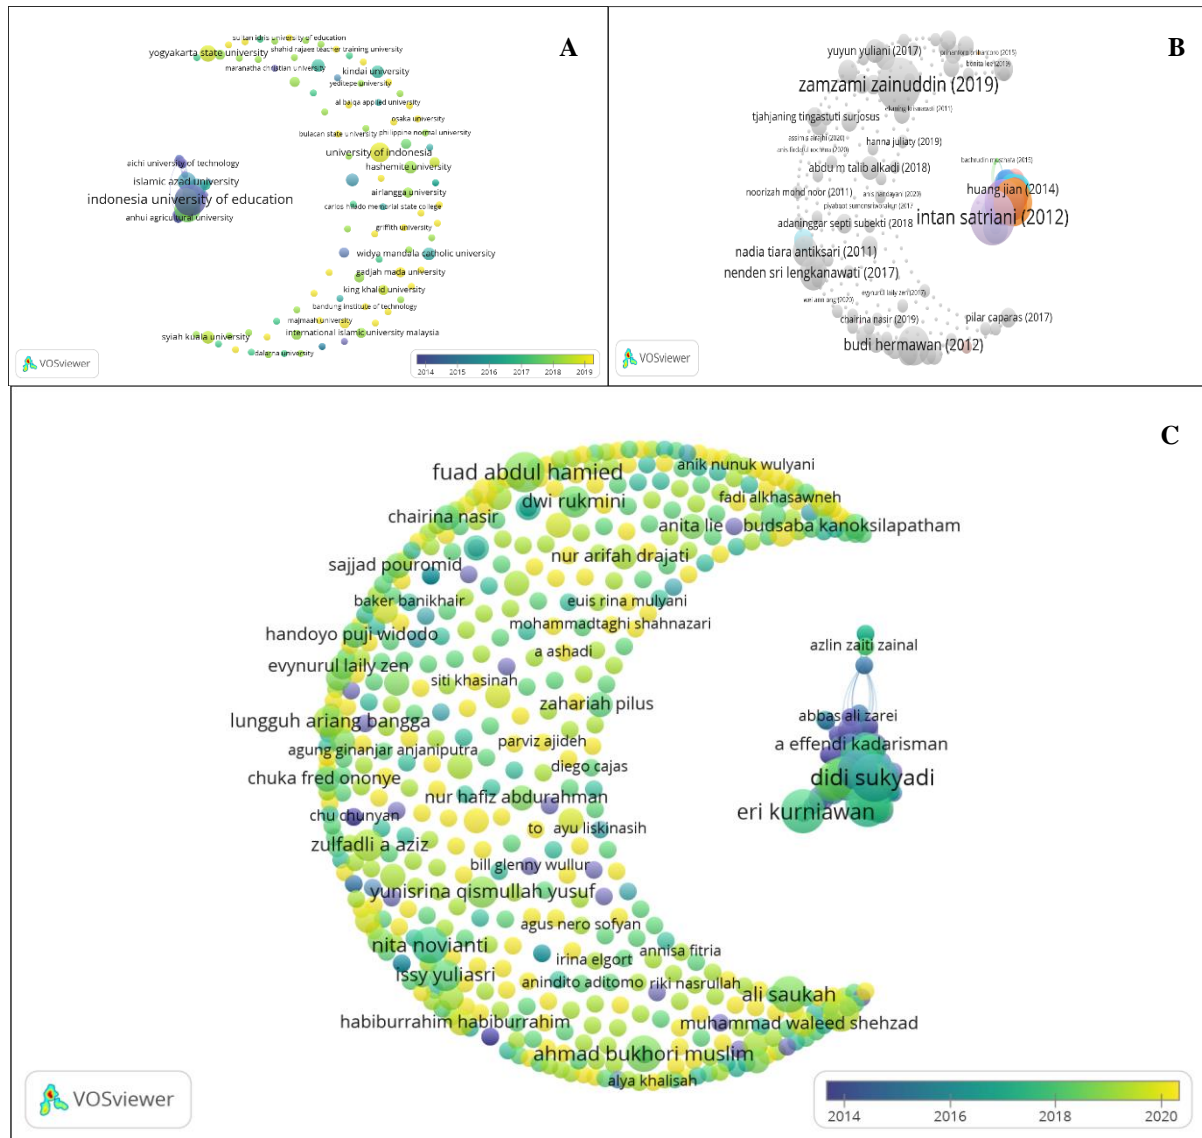 A
sultan idris university of education
yogyakarta state university
shahid rajaee teacher training university
maranatha christian university
kindai university
yeditepe university
al balqa applied university
osaka university
bulacan state university
philippine normal university
university of indonesia
aichi university of technology
hashemite university
islamic azad university
airlangga university
indonesia university of education
carlos hilado memorial state college
anhui agricultural university
griffith university
widya mandala catholic university
gadjah mada university
king khalid university
bandung institute of technology
majmaah university
syiah kuala university
international islamic university malaysia
dalarna university
VOSviewer
2014 2015 2016 2017 2018 2019
B
yuyun yuliani (2017)
zamzami zainuddin (2019)
tjahjaning tingastuti surjosus
hanna juliaty (2019)
bachrudin musthafa (2015)
abdu m talib alkadi (2018)
huang jian (2014)
noorizah mohd noor (2011)
intan satriani (2012)
adaninggar septi subekti (2018
nadia tiara antiksari (2011)
nenden sri lengkanawati (2017)
wei ann ong (2020)
evynurul laily zen (2017)
chairina nasir (2019)
pilar caparas (2017)
budi hermawan (2012)
VOSviewer
C
fuad abdul hamied
anik nunuk wulyani
dwi rukmini
fadi alkhasawneh
chairina nasir
anita lie
budsaba kanoksilapatham
nur arifah drajati
sajjad pouromid
baker banikhair
euis rina mulyani
mohammadtaghi shahnazari
handoyo puji widodo
a ashadi
azlin zaiti zainal
evynurul laily zen
siti khasinah
zahariah pilus
lungguh ariang bangga
abbas ali zarei
parviz ajideh
a effendi kadarisman
agung ginanjar anjaniputra
diego cajas
chuka fred ononye
didi sukyadi
nur hafiz abdurahman
eri kurniawan
chu chunyan
to
ayu liskinasih
zulfadli a aziz
bill glenny wullur
yunisrina qismullah yusuf
agus nero sofyan
nita novianti
annisa fitria
irina elgort
issy yuliasri
anindito aditomo
riki nasrullah
ali saukah
habiburrahim habiburrahim
muhammad waleed shehzad
ahmad bukhori muslim
alya khalisah
VOSviewer
2014 2016 2018 2020